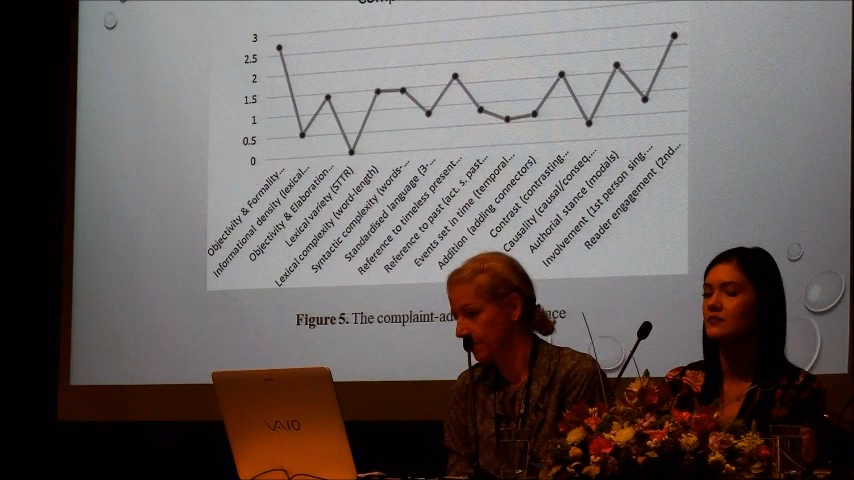 3
2.5
2
1.5
1
0.5
0
Objectivity & Formality...
Informational density (lexical...
Objectivity & Elaboration...
Lexical variety (STTR)
Lexical complexity (word-length)
Syntactic complexity (words-...
Standardised language (3-...
Reference to timeless present...
Reference to past (act. s. past...
Events set in time (temporal...
Addition (adding connectors)
Contrast (contrasting...
Causality (causal/conseq...
Authorial stance (modals)
Involvement (1st person sing...
Reader engagement (2nd...
Figure 5. The complaint-ad
VAIO